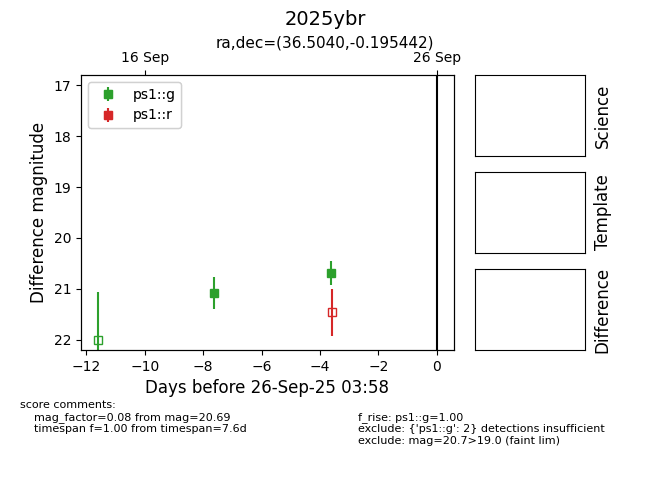 2025ybr
ra,dec=(36.5040,-0.195442)
16 Sep
26 Sep
17
18
19
20
21
22
Difference magnitude
ps1::g
ps1::r
−12
−10
−8
−6
−4
−2
0
Days before 26-Sep-25 03:58
Science
Template
Difference
score comments:
mag_factor=0.08 from mag=20.69
timespan f=1.00 from timespan=7.6d
f_rise: ps1::g=1.00
exclude: {'ps1::g': 2} detections insufficient
exclude: mag=20.7>19.0 (faint lim)